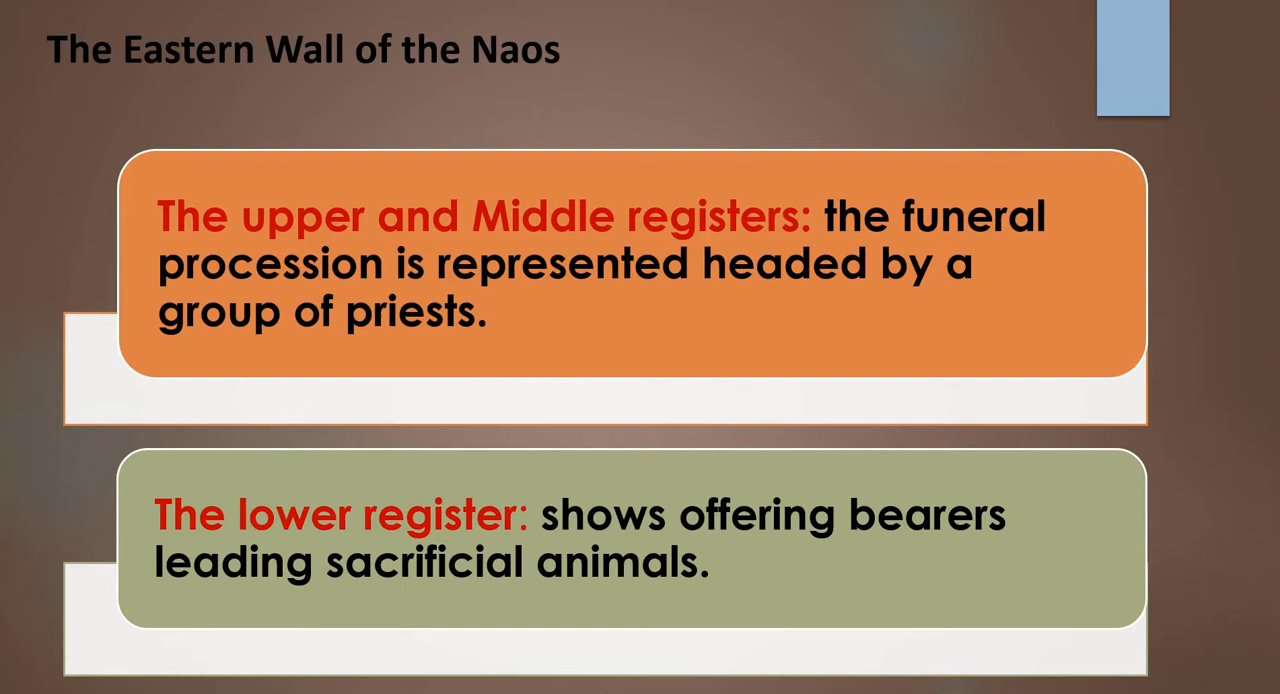 The Eastern Wall of the Naos
The upper and Middle registers: the funeral
procession is represented headed by a
group of priests.
The lower register: shows offering bearers
leading sacrificial animals.